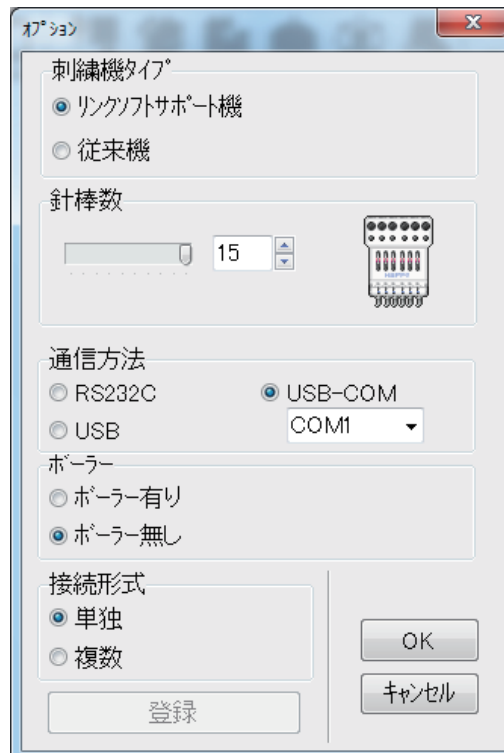 オプション
刺繍機タイプ
リンクソフトサポート機
従来機
針棒数
15
HAPPY
通信方法
RS232C
USB-COM
USB
COM1
ボーラー
ボーラー有り
ボーラー無し
接続形式
単独
複数
登録
OK
キャンセル